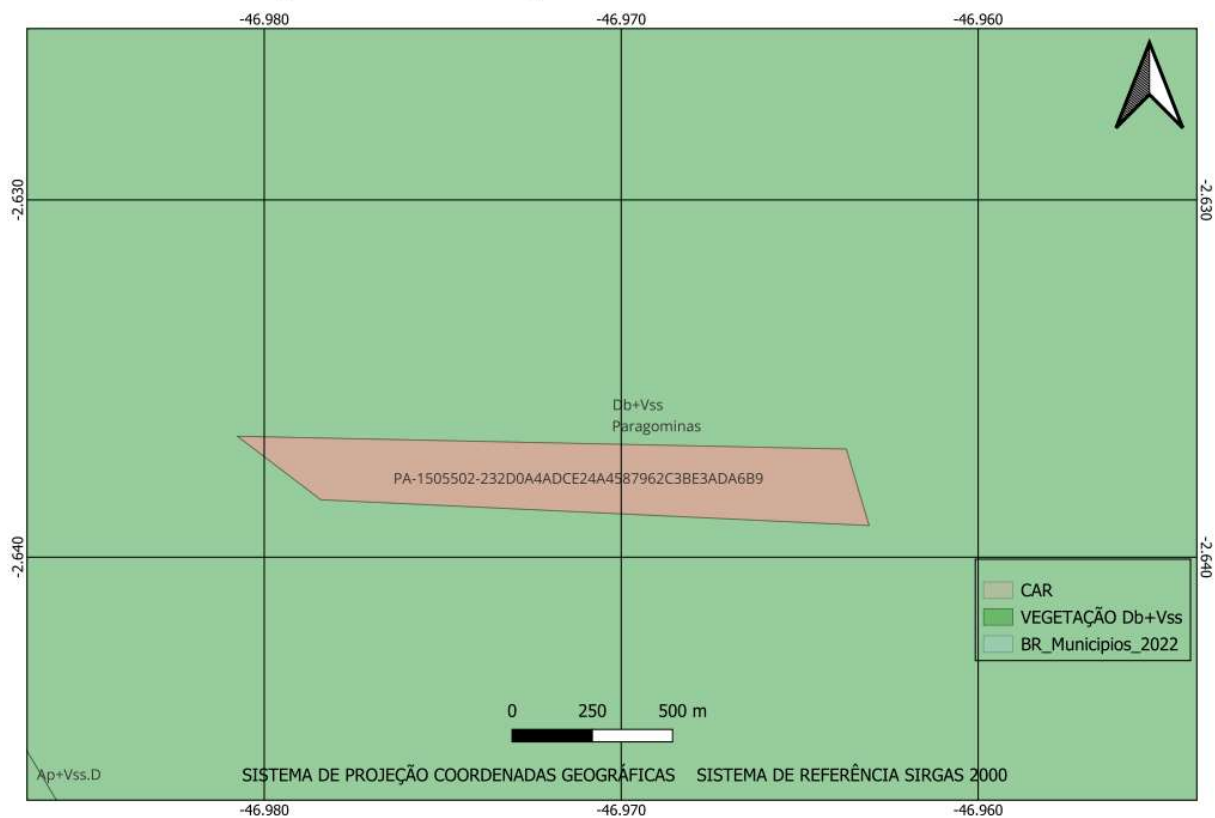 -46.980 -46.970 -46.960
-2.630 -2.630
Db+Vss
Paragominas
PA-1505502-232D0A4ADCE24A4587962C3BE3ADA6B9
-2.640 -2.640
CAR
VEGETAÇÃO Db+Vss
BR_Municipios_2022
0 250 500 m
Ap+Vss.D
SISTEMA DE PROJEÇÃO COORDENADAS GEOGRÁFICAS SISTEMA DE REFERÊNCIA SIRGAS 2000
-46.980 -46.970 -46.960